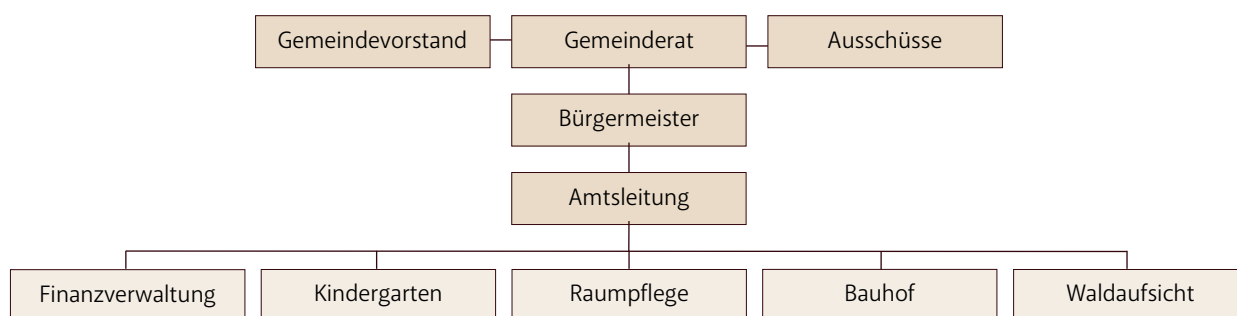 Gemeindevorstand
Gemeinderat
Ausschüsse
Bürgermeister
Amtsleitung
Finanzverwaltung
Kindergarten
Raumpflege
Bauhof
Waldaufsicht